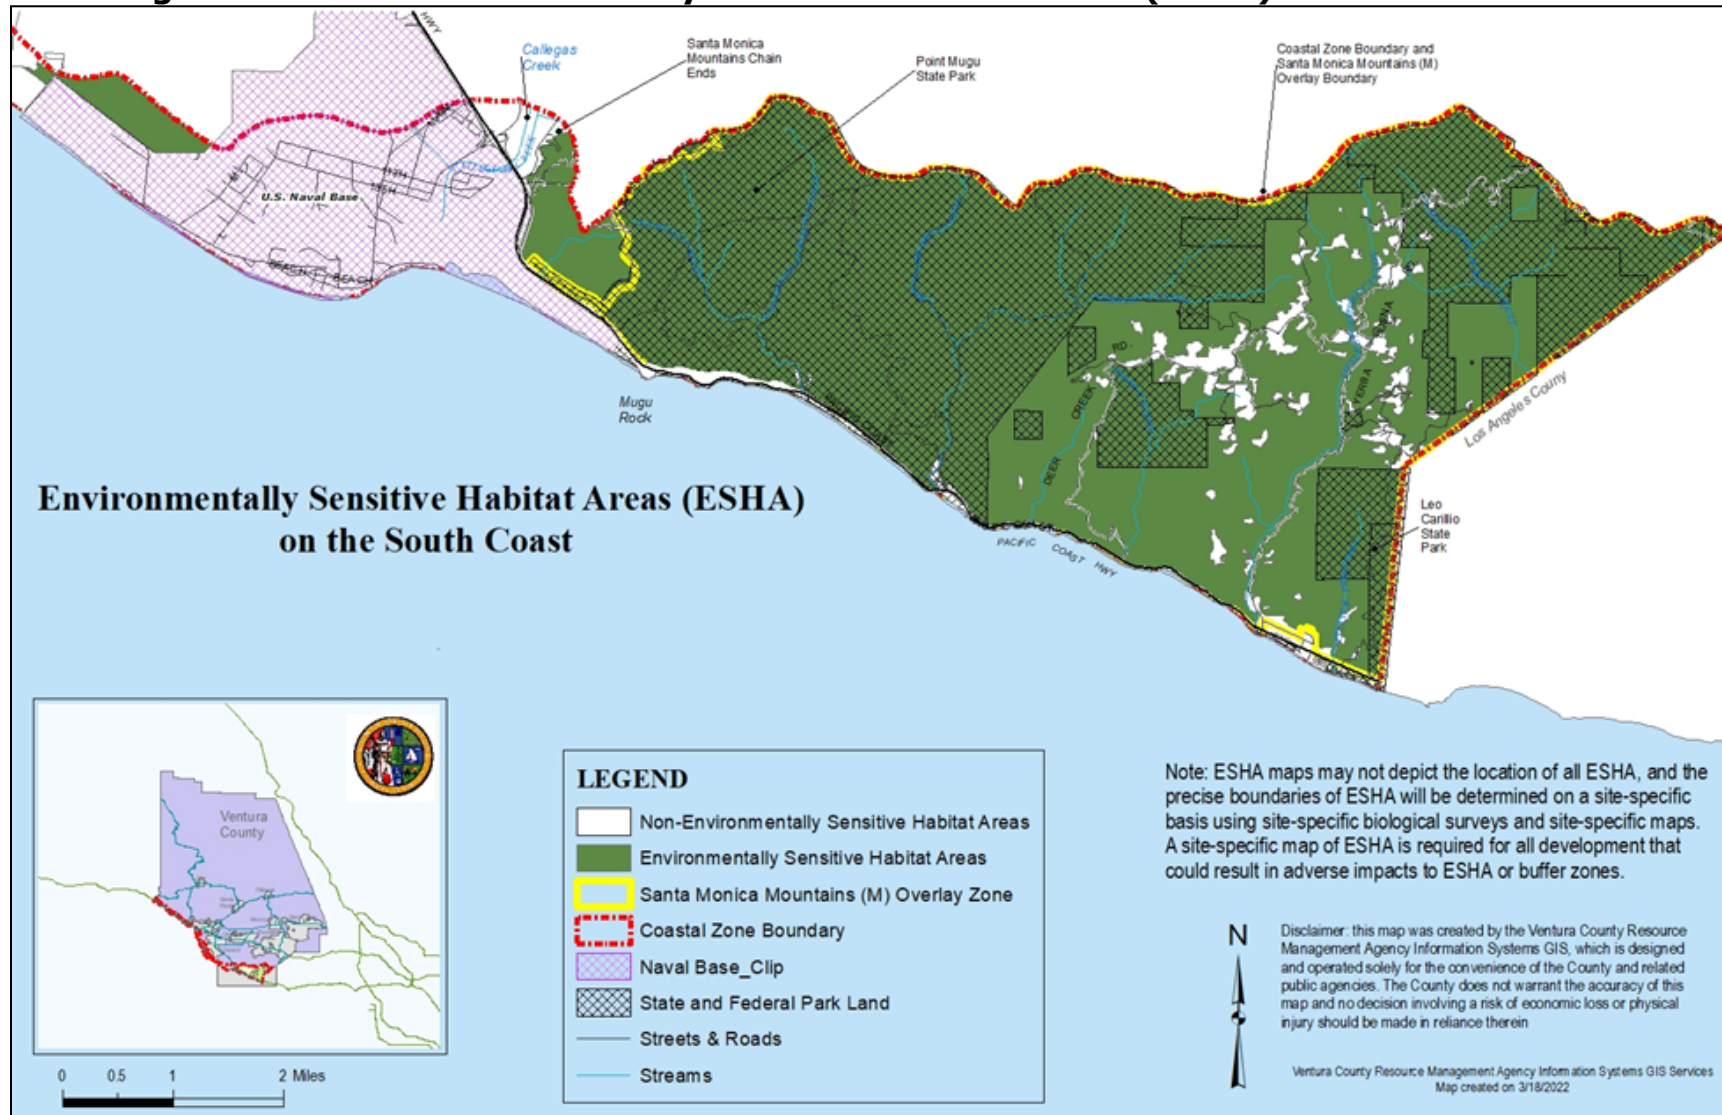 HWY
Callegas
Creek
Santa Monica
Mountains Chain
Ends
Point Mugu
State Park
Coastal Zone Boundary and
Santa Monica Mountains (M)
Overlay Boundary
U.S. Naval Base
11TH
BEACH
BEACH
Mugu
Rock
RD.
CREEK
DEER
YERBA
BUENA
RD.
Los Angeles Couny
Leo
Carillio
State
Park
PACIFIC COAST HWY
Environmentally Sensitive Habitat Areas (ESHA)
on the South Coast
Ventura
County
0 0.5 1 2 Miles
LEGEND
Non-Environmentally Sensitive Habitat Areas
Environmentally Sensitive Habitat Areas
Santa Monica Mountains (M) Overlay Zone
Coastal Zone Boundary
Naval Base_Clip
State and Federal Park Land
Streets & Roads
Streams
Note: ESHA maps may not depict the location of all ESHA, and the
precise boundaries of ESHA will be determined on a site-specific
basis using site-specific biological surveys and site-specific maps.
A site-specific map of ESHA is required for all development that
could result in adverse impacts to ESHA or buffer zones.
N
Disclaimer: this map was created by the Ventura County Resource
Management Agency Information Systems GIS, which is designed
and operated solely for the convenience of the County and related
public agencies. The County does not warrant the accuracy of this
map and no decision involving a risk of economic loss or physical
injury should be made in reliance therein
Ventura County Resource Management Agency Information Systems GIS Services
Map created on 3/18/2022